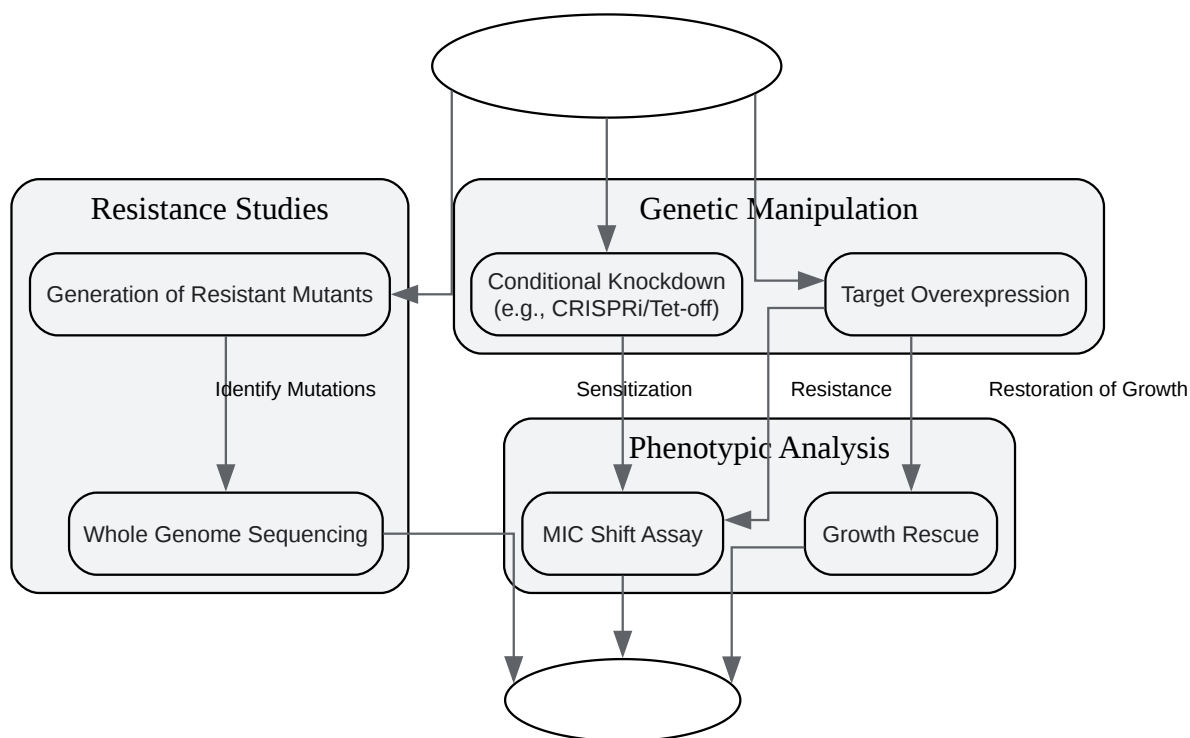 Resistance Studies
Genetic Manipulation
Generation of Resistant Mutants
Conditional Knockdown
(e.g., CRISPRi/Tet-off)
Target Overexpression
Identify Mutations
Sensitization
Resistance
Restoration of Growth
Phenotypic Analysis
Whole Genome Sequencing
MIC Shift Assay
Growth Rescue